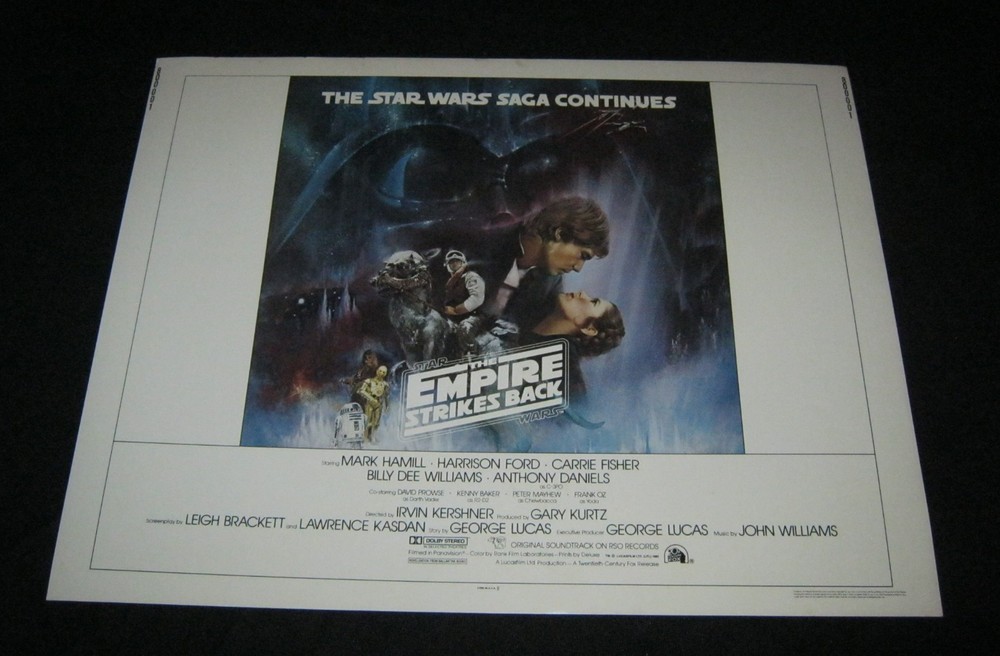 THE STAR WARS SAGA CONTINUES
STAR
THE
EMPIRE
STRIKES BACK
WARS
Starring MARK HAMILL · HARRISON FORD · CARRIE FISHER
BILLY DEE WILLIAMS · ANTHONY DANIELS
as C-3PO
Co-starring DAVID PROWSE · KENNY BAKER · PETER MAYHEW · FRANK OZ
as Darth Vader as R2-D2 as Chewbacca as Yoda
Directed by IRVIN KERSHNER Produced by GARY KURTZ
Screenplay by LEIGH BRACKETT and LAWRENCE KASDAN Story by GEORGE LUCAS Executive Producer GEORGE LUCAS Music by JOHN WILLIAMS
DOLBY STEREO ORIGINAL SOUNDTRACK ON RSO RECORDS
IN SELECTED THEATRES
Filmed in Panavision® · Color by Rank Film Laboratories · Prints by Deluxe
A Lucasfilm Ltd. Production – A Twentieth Century-Fox Release